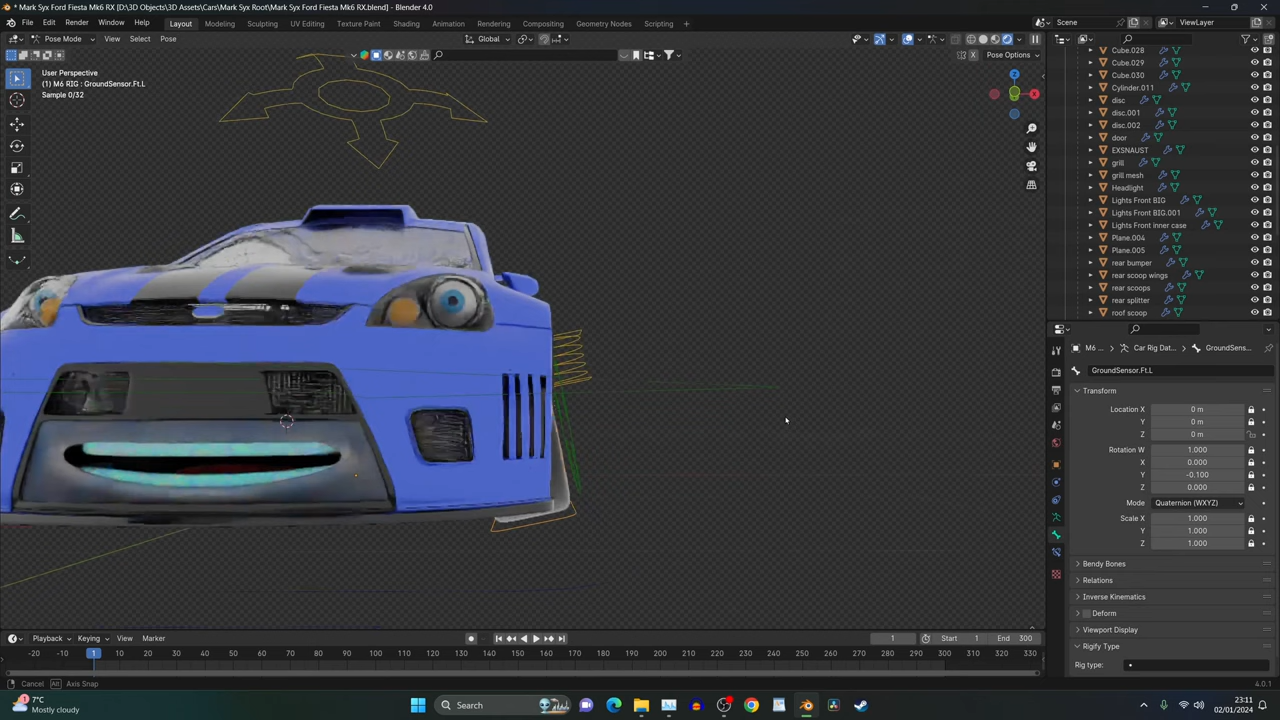 * Mark Syx Ford Fiesta Mk6 RX [D:\3D Objects\3D Assets\Cars\Mark Syx Root\Mark Syx Ford Fiesta Mk6 RX.blend] - Blender 4.0
File Edit Render Window Help Layout Modeling Sculpting UV Editing Texture Paint Shading Animation Rendering Compositing Geometry Nodes Scripting + Scene ViewLayer
Pose Mode View Select Pose Global
X Pose Options
User Perspective
(1) M6 RIG : GroundSensor.Ft.L
Sample 0/32
Z
X
Cube.028
Cube.029
Cube.030
Cylinder.011
disc
disc.001
disc.002
door
EXSNAUST
grill
grill mesh
Headlight
Lights Front BIG
Lights Front BIG.001
Lights Front inner case
Plane.004
Plane.005
rear bumper
rear scoop wings
rear scoops
rear splitter
roof scoop
M6 ... Car Rig Dat... GroundSens...
GroundSensor.Ft.L
Transform
Location X 0 m
Y 0 m
Z 0 m
Rotation W 1.000
X 0.000
Y -0.100
Z 0.000
Mode Quaternion (WXYZ)
Scale X 1.000
Y 1.000
Z 1.000
Bendy Bones
Relations
Inverse Kinematics
Deform
Viewport Display
Rigify Type
Rig type:
Playback Keying View Marker 1 Start 1 End 300
-20 -10 1 10 20 30 40 50 60 70 80 90 100 110 120 130 140 150 160 170 180 190 200 210 220 230 240 250 260 270 280 290 300 310 320 330
Cancel Alt Axis Snap 4.0.1
7°C
Mostly cloudy
Search
23:11
02/01/2024